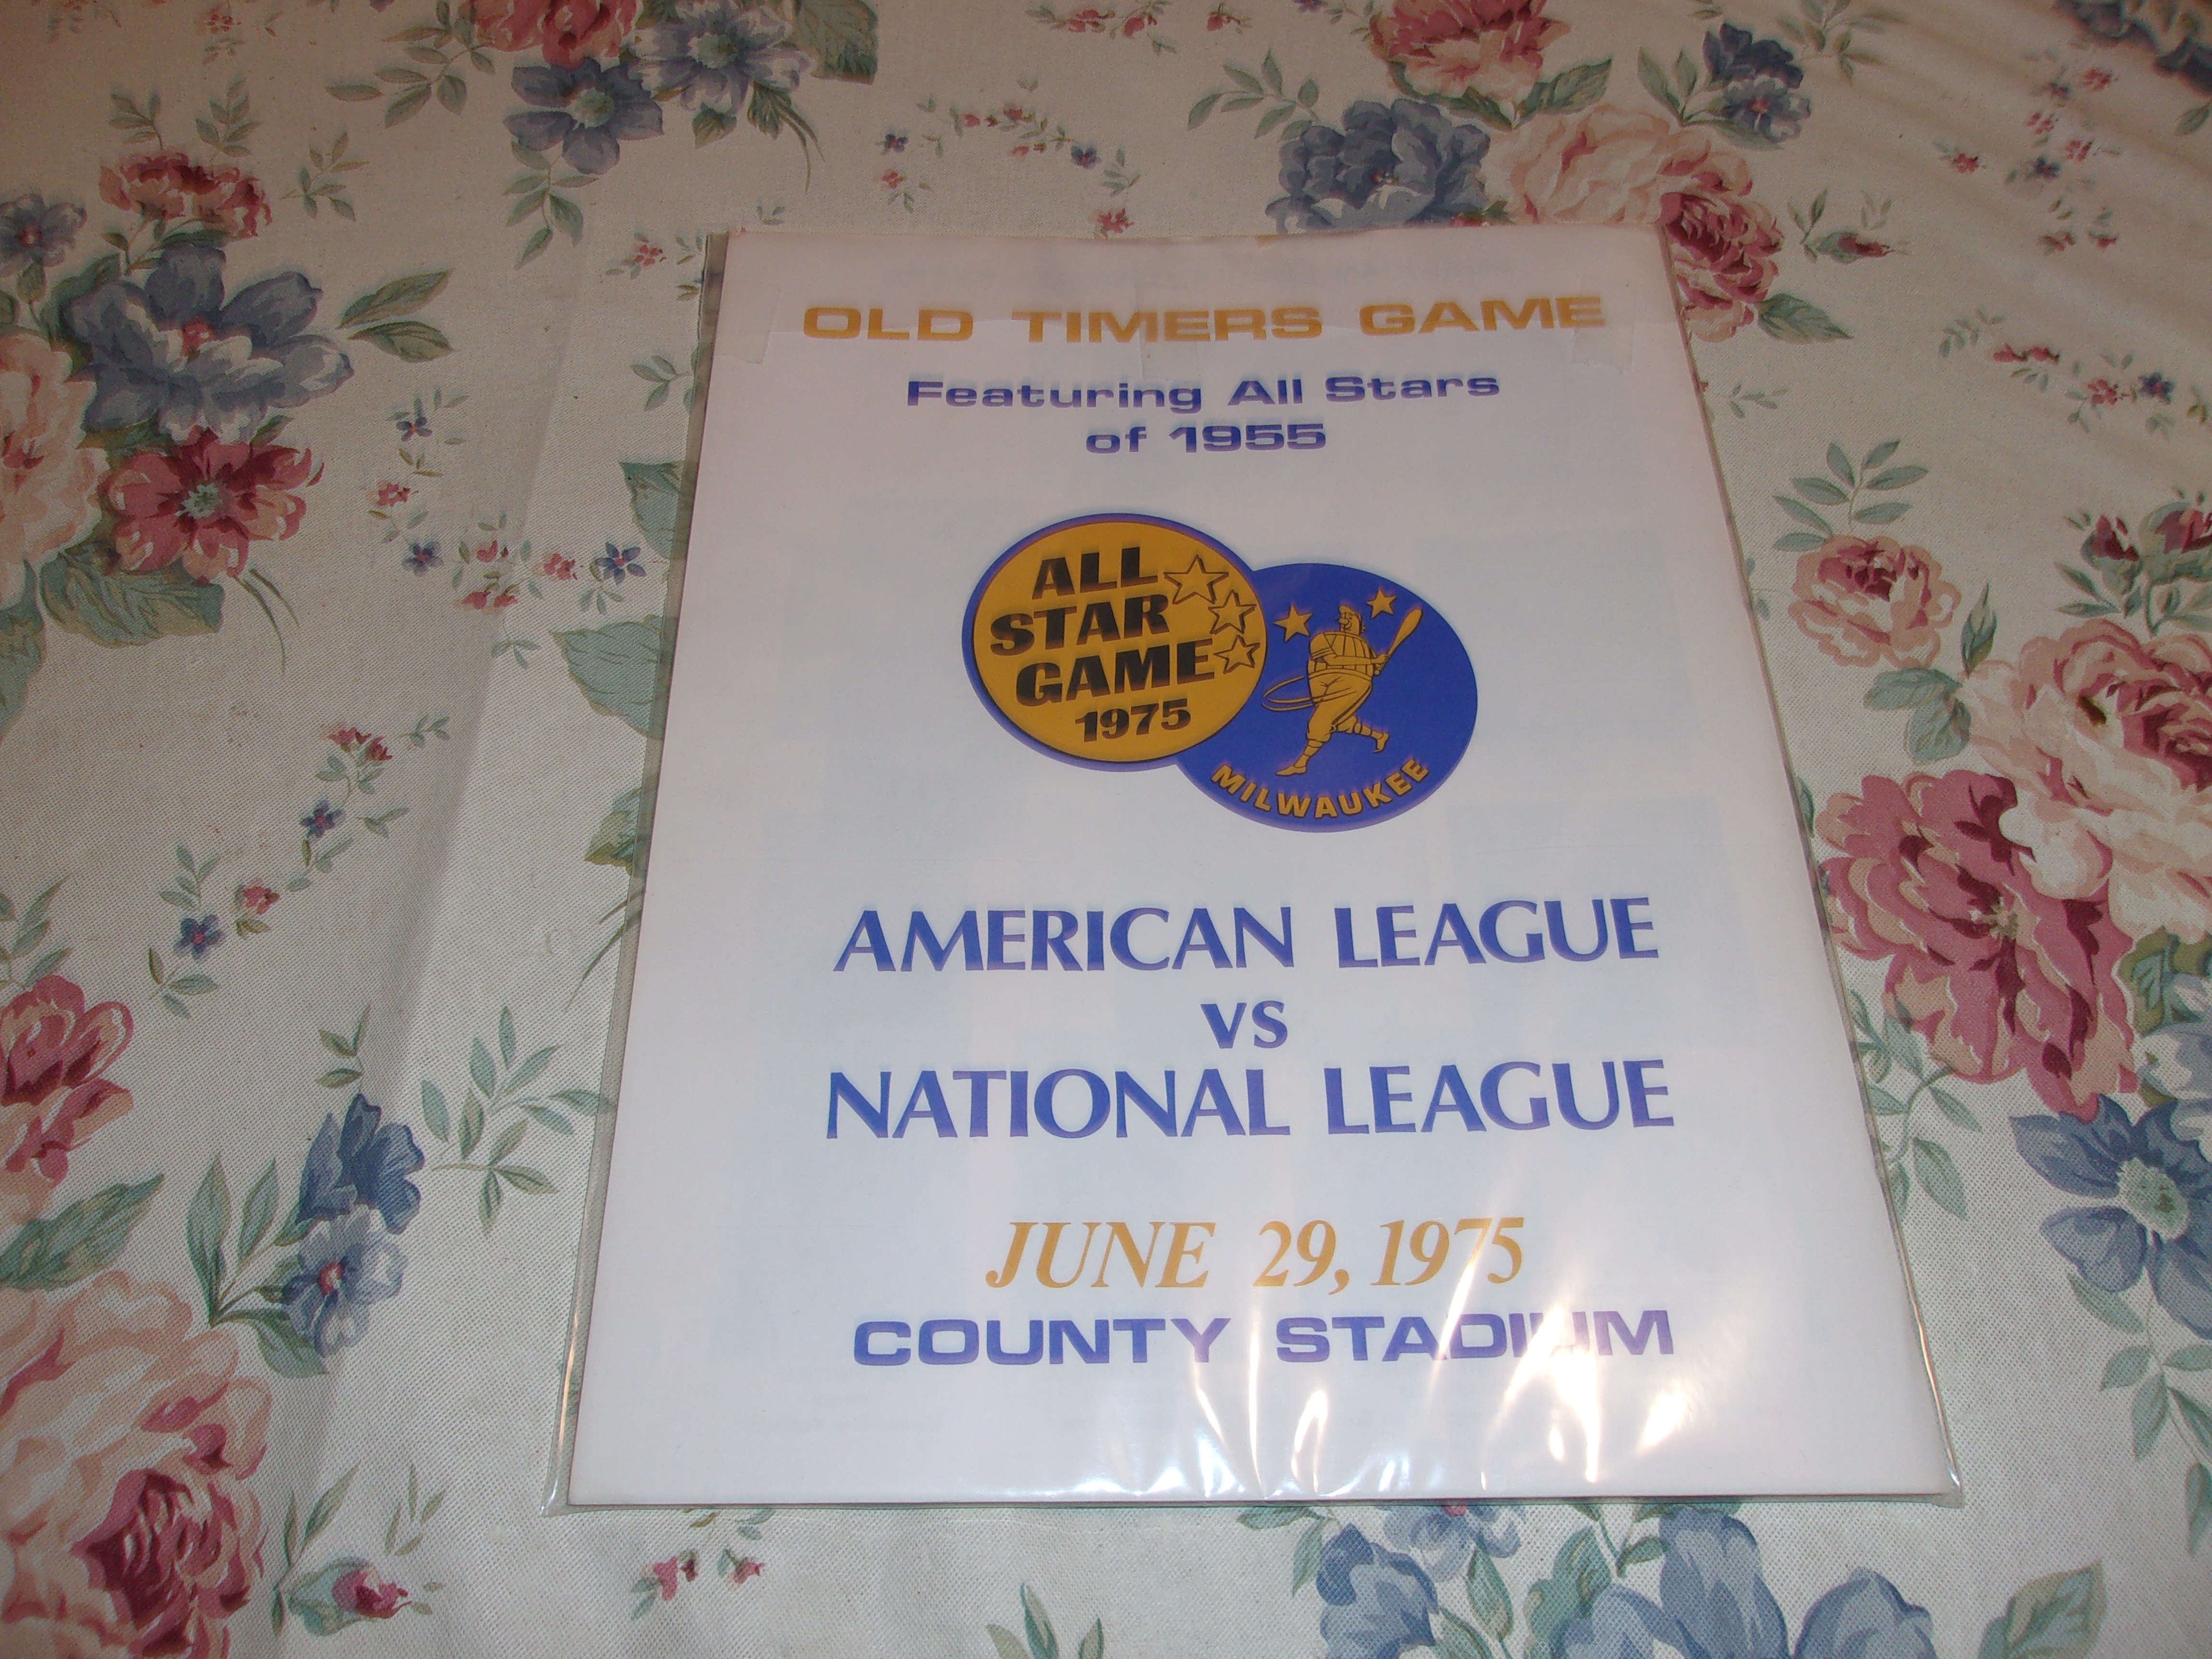 OLD TIMERS GAME
Featuring All Stars
of 1955
ALL
STAR
GAME
1975
MILWAUKEE
AMERICAN LEAGUE
VS
NATIONAL LEAGUE
JUNE 29, 1975
COUNTY STADIUM